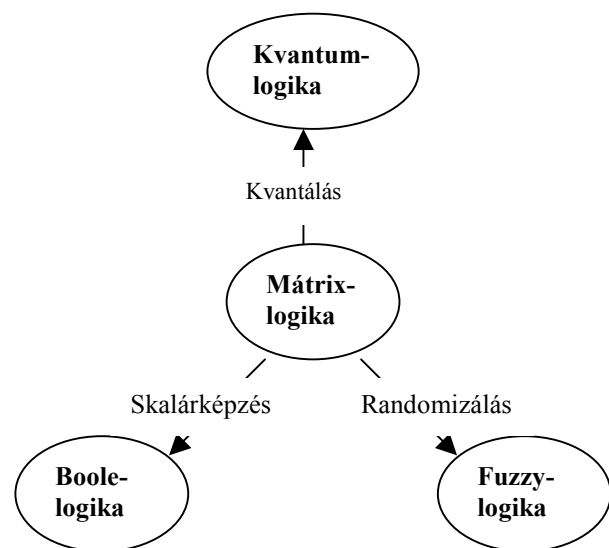 Kvantum-
logika
Kvantálás
Mátrix-
logika
Skalárképzés
Randomizálás
Boole-
logika
Fuzzy-
logika